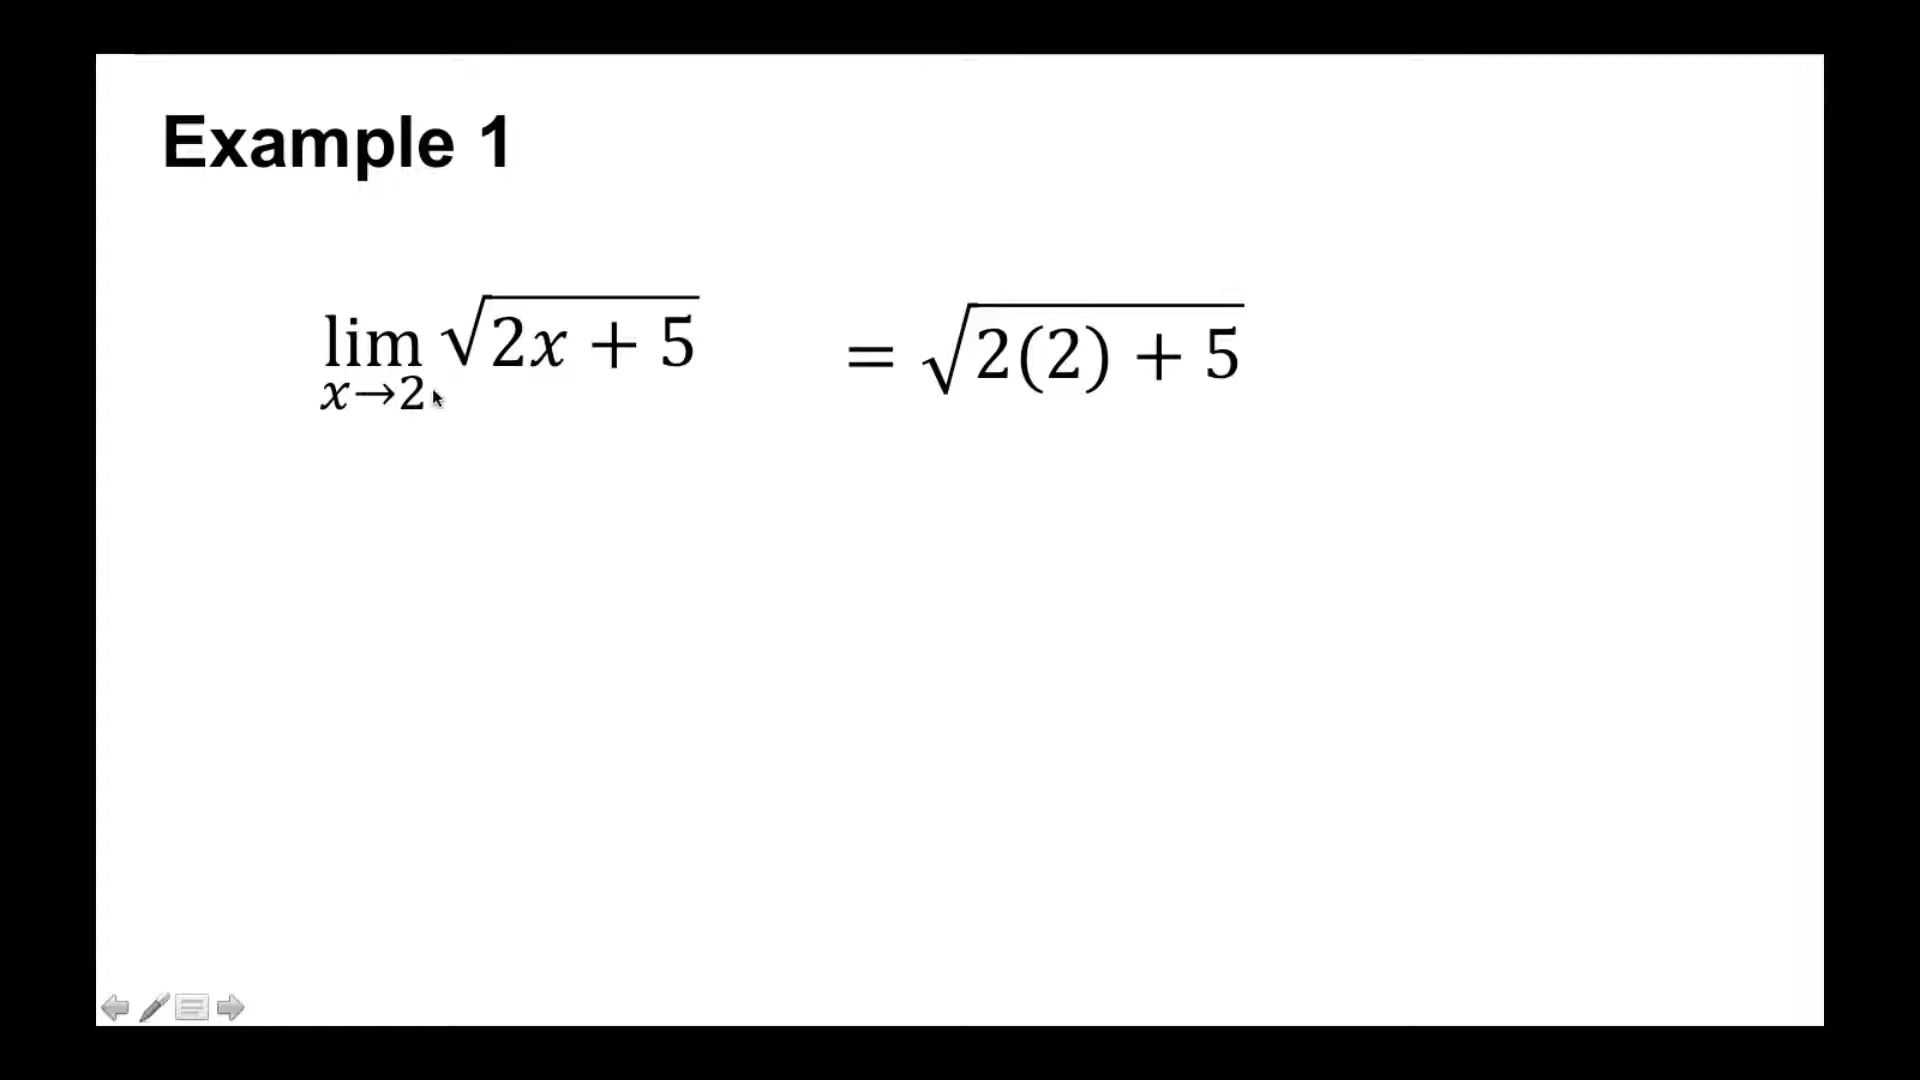 Example 1
lim x→2 √2x + 5 = √2(2) + 5